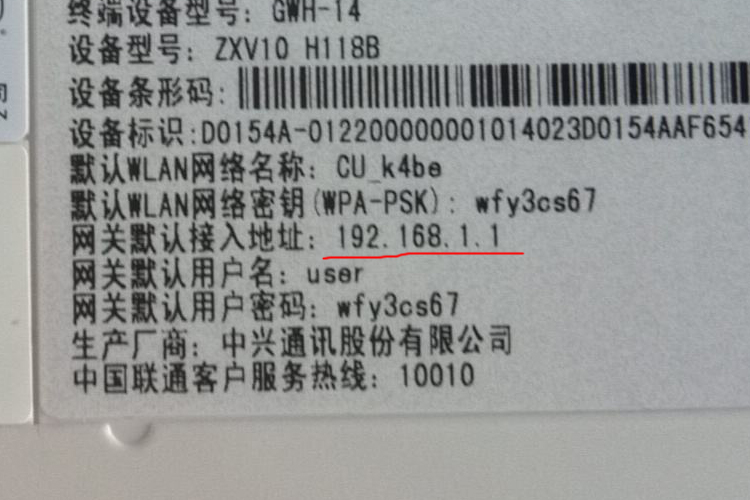 终端设备型号: GWH-14
设备型号: ZXV10 H118B
设备条形码:
设备标识:D0154A-0122000000001014023D0154AAF654
默认WLAN网络名称: CU_k4be
默认WLAN网络密钥(WPA-PSK): wfy3cs67
网关默认接入地址: 192.168.1.1
网关默认用户名: user
网关默认用户密码: wfy3cs67
生产厂商: 中兴通讯股份有限公司
中国联通客户服务热线: 10010